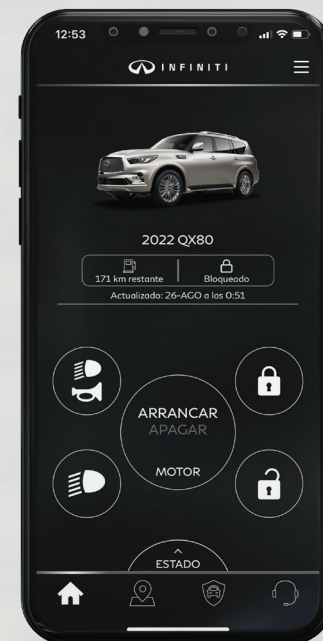 12:53
INFINITI
2022 QX80
171 km restante
Bloqueado
Actualizado: 26-AGO a las 0:51
ARRANCAR
APAGAR
MOTOR
ESTADO